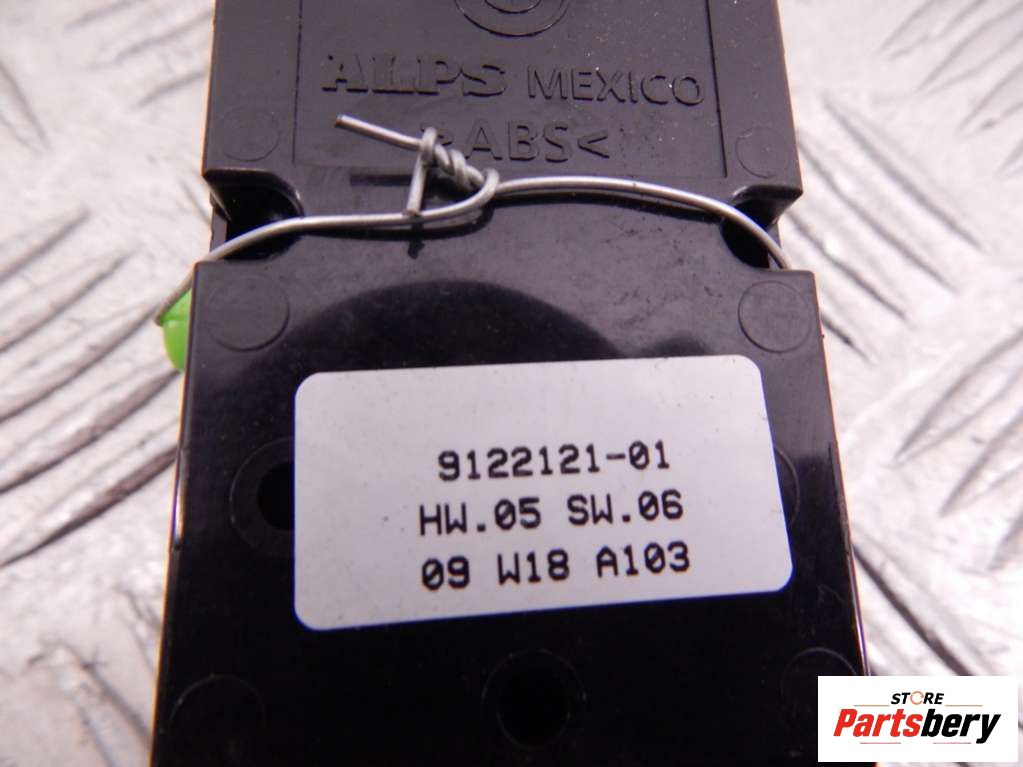 ALPS MEXICO
>ABS<
9122121-01
HW.05 SW.06
09 W18 A103
STORE
Partsbery